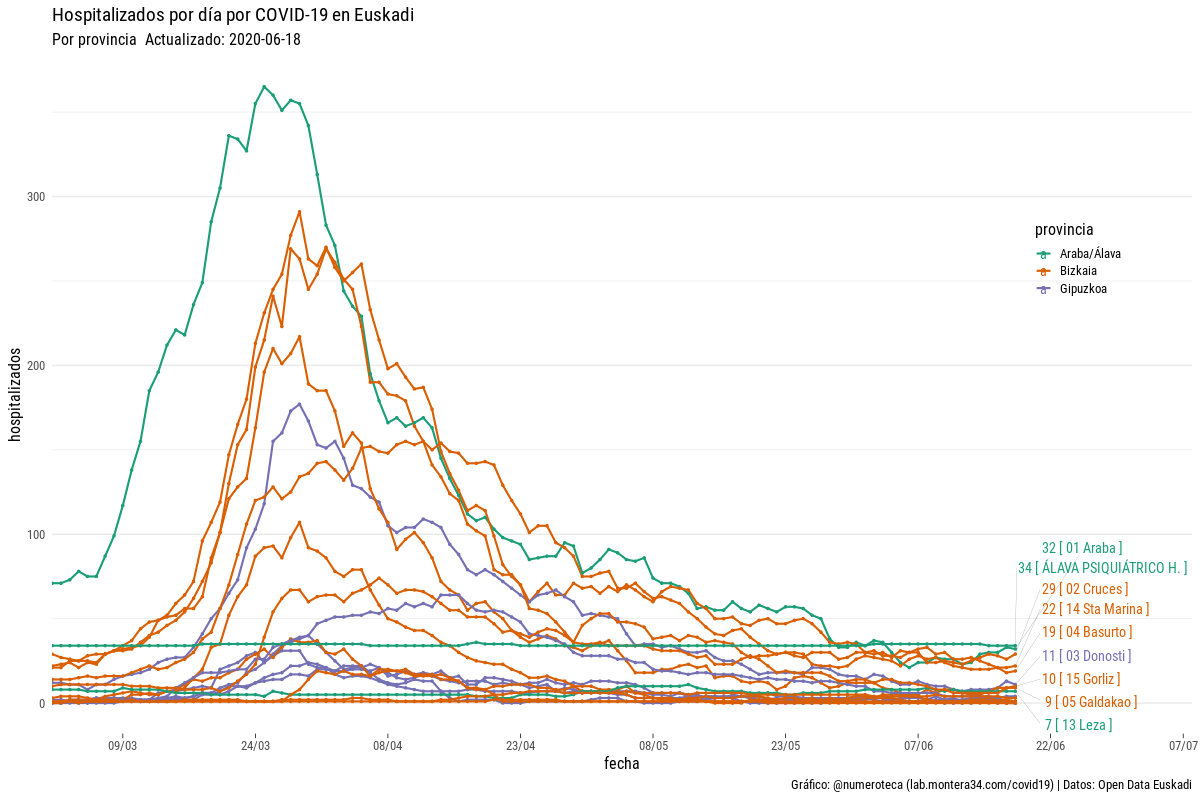 Hospitalizados por día por COVID-19 en Euskadi
Por provincia  Actualizado: 2020-06-18
hospitalizados
300
200
100
0
provincia
Araba/Álava
Bizkaia
Gipuzkoa
32 [ 01 Araba ]
34 [ ÁLAVA PSIQUIÁTRICO H. ]
29 [ 02 Cruces ]
22 [ 14 Sta Marina ]
19 [ 04 Basurto ]
11 [ 03 Donosti ]
10 [ 15 Gorliz ]
9 [ 05 Galdakao ]
7 [ 13 Leza ]
09/03
24/03
08/04
23/04
08/05
23/05
07/06
22/06
07/07
fecha
Gráfico: @numeroteca (lab.montera34.com/covid19) | Datos: Open Data Euskadi